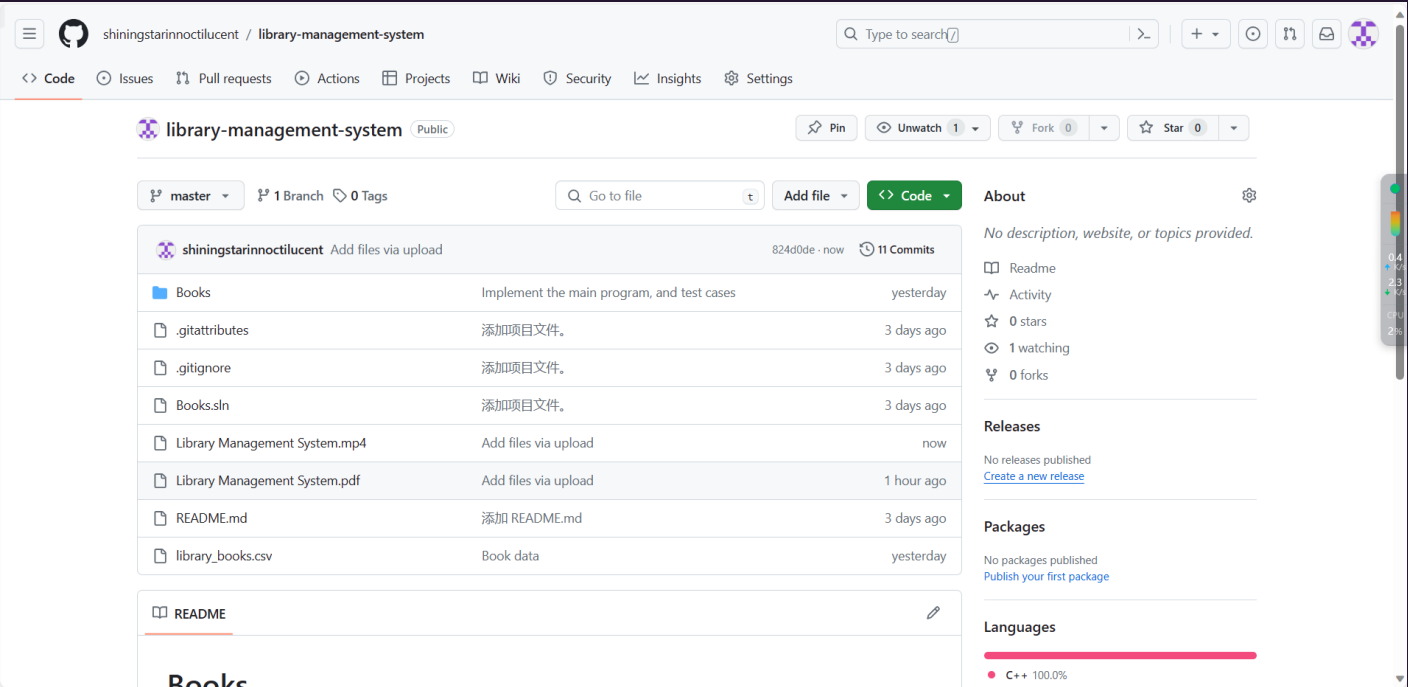 shiningstarinnoctilucent / library-management-system
Type to search /
Code Issues Pull requests Actions Projects Wiki Security Insights Settings
library-management-system Public
Pin Unwatch 1 Fork 0 Star 0
master 1 Branch 0 Tags Go to file t Add file Code
shiningstarinnoctilucent Add files via upload 824d0de · now 11 Commits
Books Implement the main program, and test cases yesterday
.gitattributes 添加项目文件。 3 days ago
.gitignore 添加项目文件。 3 days ago
Books.sln 添加项目文件。 3 days ago
Library Management System.mp4 Add files via upload now
Library Management System.pdf Add files via upload 1 hour ago
README.md 添加 README.md 3 days ago
library_books.csv Book data yesterday
README
Books
About
No description, website, or topics provided.
Readme
Activity
0 stars
1 watching
0 forks
Releases
No releases published
Create a new release
Packages
No packages published
Publish your first package
Languages
C++ 100.0%
0.4
2.3
CPU
2%